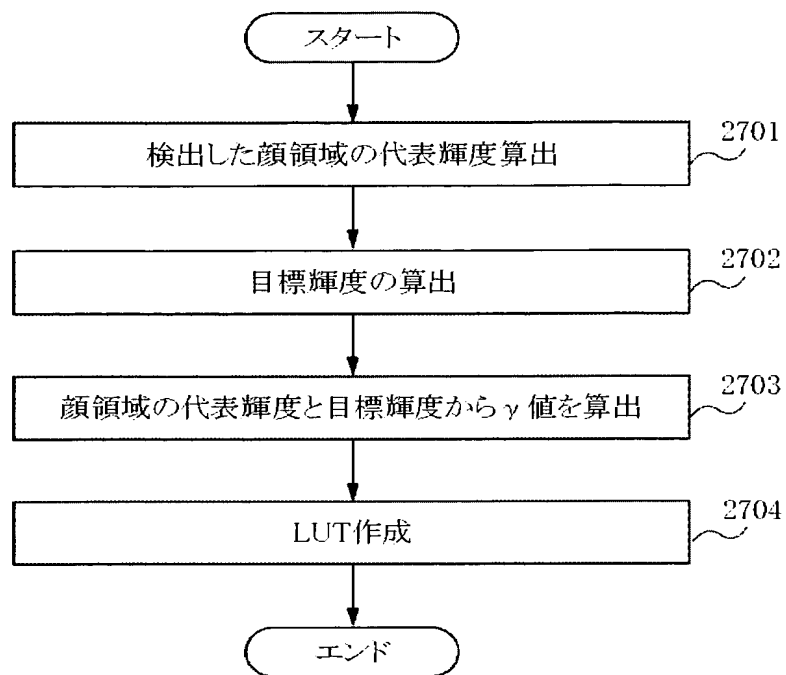 スタート
検出した顔領域の代表輝度算出
2701
目標輝度の算出
2702
顔領域の代表輝度と目標輝度からγ値を算出
2703
LUT作成
2704
エンド